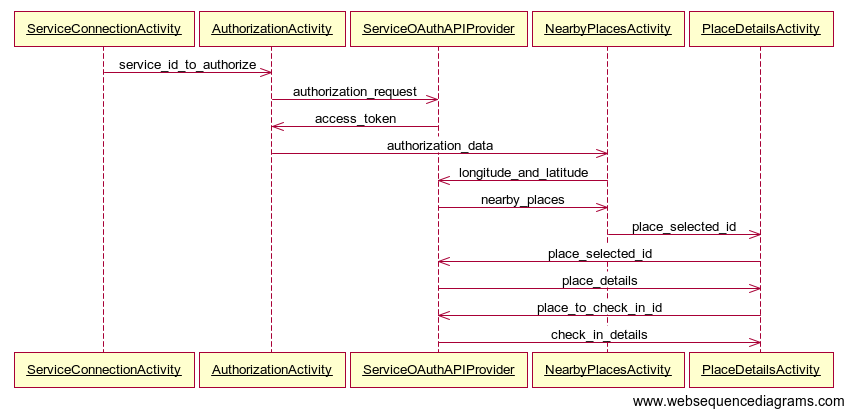 ServiceConnectionActivity AuthorizationActivity ServiceOAuthAPIProvider NearbyPlacesActivity PlaceDetailsActivity
service_id_to_authorize
authorization_request
access_token
authorization_data
longitude_and_latitude
nearby_places
place_selected_id
place_selected_id
place_details
place_to_check_in_id
check_in_details
ServiceConnectionActivity AuthorizationActivity ServiceOAuthAPIProvider NearbyPlacesActivity PlaceDetailsActivity
www.websequencediagrams.com